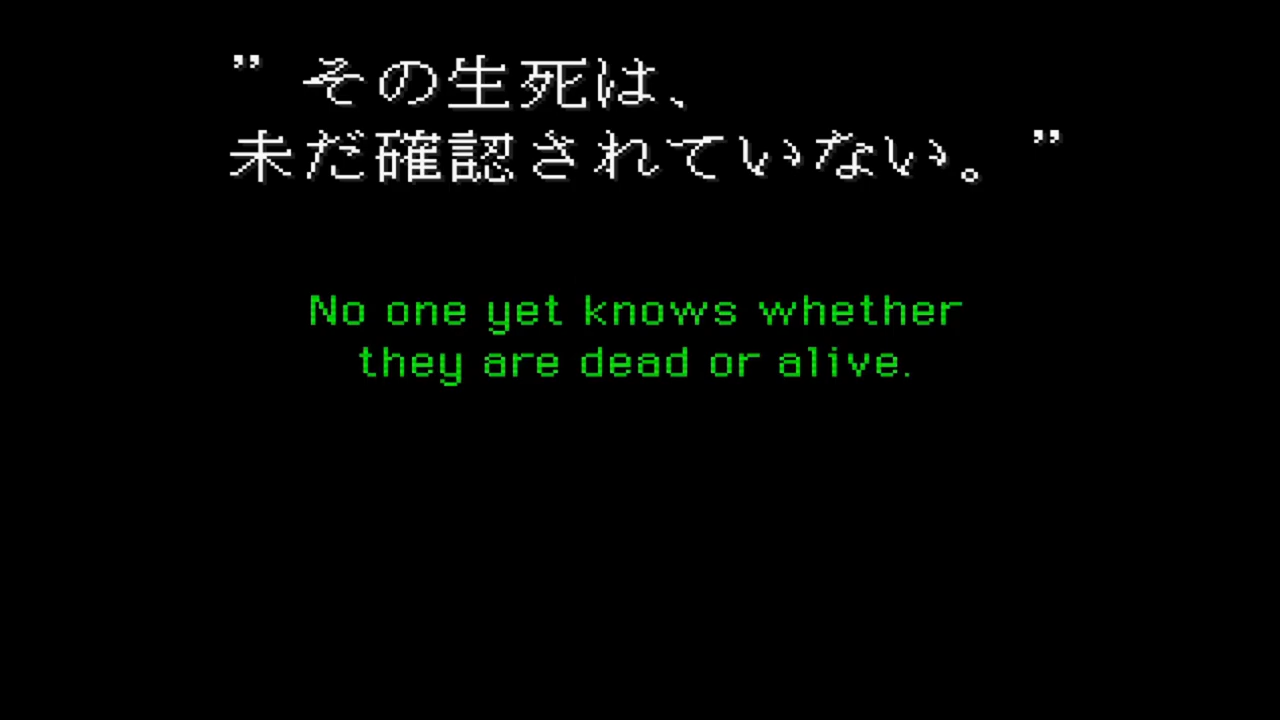 ” その生死は、
未だ確認されていない。 ”
No one yet knows whether
they are dead or alive.